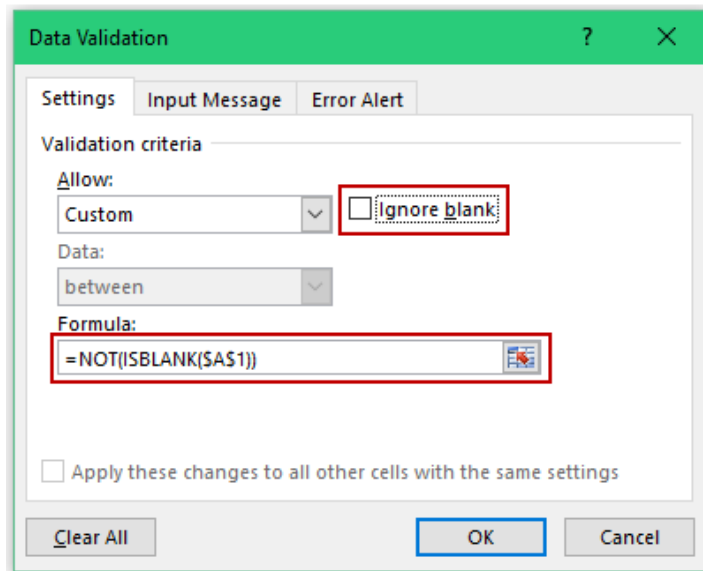 Data Validation ?
Settings Input Message Error Alert
Validation criteria
Allow:
Custom Ignore blank
Data:
between
Formula:
=NOT(ISBLANK($A$1))
Apply these changes to all other cells with the same settings
Clear All OK Cancel